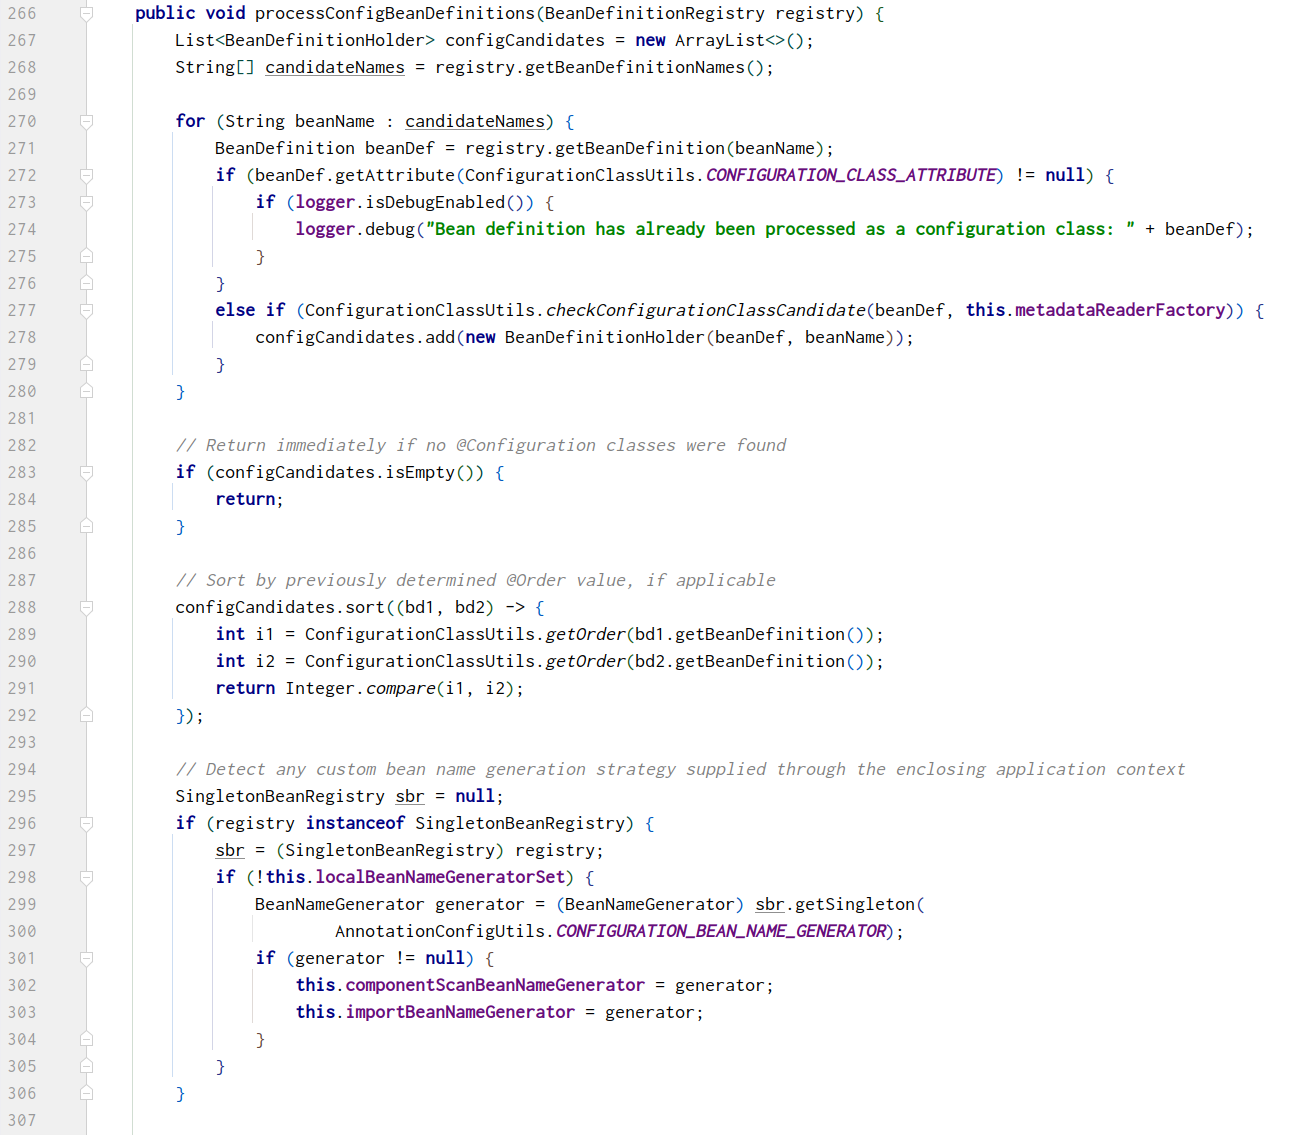 266 public void processConfigBeanDefinitions(BeanDefinitionRegistry registry) {
267 List<BeanDefinitionHolder> configCandidates = new ArrayList<>();
268 String[] candidateNames = registry.getBeanDefinitionNames();
269
270 for (String beanName : candidateNames) {
271 BeanDefinition beanDef = registry.getBeanDefinition(beanName);
272 if (beanDef.getAttribute(ConfigurationClassUtils.CONFIGURATION_CLASS_ATTRIBUTE) != null) {
273 if (logger.isDebugEnabled()) {
274 logger.debug("Bean definition has already been processed as a configuration class: " + beanDef);
275 }
276 }
277 else if (ConfigurationClassUtils.checkConfigurationClassCandidate(beanDef, this.metadataReaderFactory)) {
278 configCandidates.add(new BeanDefinitionHolder(beanDef, beanName));
279 }
280 }
281
282 // Return immediately if no @Configuration classes were found
283 if (configCandidates.isEmpty()) {
284 return;
285 }
286
287 // Sort by previously determined @Order value, if applicable
288 configCandidates.sort((bd1, bd2) -> {
289 int i1 = ConfigurationClassUtils.getOrder(bd1.getBeanDefinition());
290 int i2 = ConfigurationClassUtils.getOrder(bd2.getBeanDefinition());
291 return Integer.compare(i1, i2);
292 });
293
294 // Detect any custom bean name generation strategy supplied through the enclosing application context
295 SingletonBeanRegistry sbr = null;
296 if (registry instanceof SingletonBeanRegistry) {
297 sbr = (SingletonBeanRegistry) registry;
298 if (!this.localBeanNameGeneratorSet) {
299 BeanNameGenerator generator = (BeanNameGenerator) sbr.getSingleton(
300 AnnotationConfigUtils.CONFIGURATION_BEAN_NAME_GENERATOR);
301 if (generator != null) {
302 this.componentScanBeanNameGenerator = generator;
303 this.importBeanNameGenerator = generator;
304 }
305 }
306 }
307